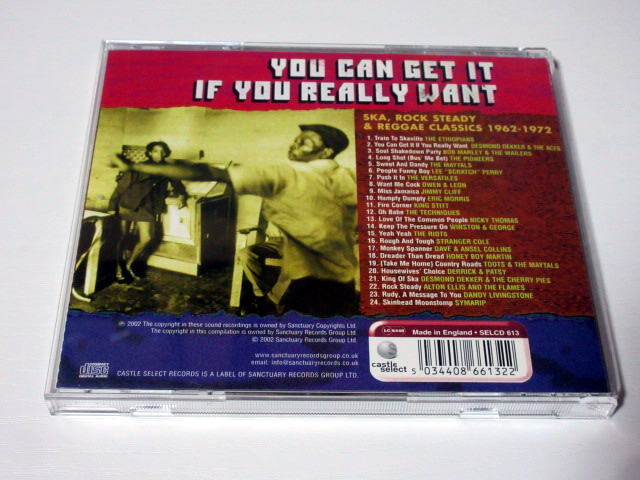 YOU CAN GET IT
IF YOU REALLY WANT
SKA, ROCK STEADY
& REGGAE CLASSICS 1962-1972
1. Train To Skaville THE ETHIOPIANS
2. You Can Get It If You Really Want DESMOND DEKKER & THE ACES
3. Soul Shakedown Party BOB MARLEY & THE WAILERS
4. Long Shot (Bus' Me Bet) THE PIONEERS
5. Sweet And Dandy THE MAYTALS
6. People Funny Boy LEE "SCRATCH" PERRY
7. Push It In THE VERSATILES
8. Want Me Cock OWEN & LEON
9. Miss Jamaica JIMMY CLIFF
10. Humpty Dumpty ERIC MORRIS
11. Fire Corner KING STITT
12. Oh Babe THE TECHNIQUES
13. Love Of The Common People NICKY THOMAS
14. Keep The Pressure On WINSTON & GEORGE
15. Yeah Yeah THE RIOTS
16. Rough And Tough STRANGER COLE
17. Monkey Spanner DAVE & ANSEL COLLINS
18. Dreader Than Dread HONEY BOY MARTIN
19. (Take Me Home) Country Roads TOOTS & THE MAYTALS
20. Housewives' Choice DERRICK & PATSY
21. King Of Ska DESMOND DEKKER & THE CHERRY PIES
22. Rock Steady ALTON ELLIS AND THE FLAMES
23. Rudy, A Message To You DANDY LIVINGSTONE
24. Skinhead Moonstomp SYMARIP
℗ 2002 The copyright in these sound recordings is owned by Sanctuary Copyrights Ltd.
The copyright in this compilation is owned by Sanctuary Records Group Ltd.
© 2002 Sanctuary Records Group Ltd.
www.sanctuaryrecordsgroup.co.uk
email: info@sanctuaryrecords.co.uk
CASTLE SELECT RECORDS IS A LABEL OF SANCTUARY RECORDS GROUP LTD.
COMPACT
disc
DIGITAL AUDIO
Made in England • SELCD 613
castle
select
5 034408 661322